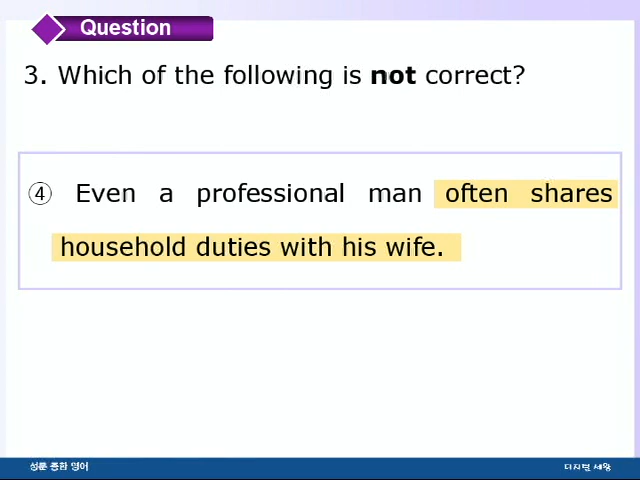 Question
3. Which of the following is not correct?
④ Even a professional man often shares
household duties with his wife.
성문 종합 영어
디지털 세왕